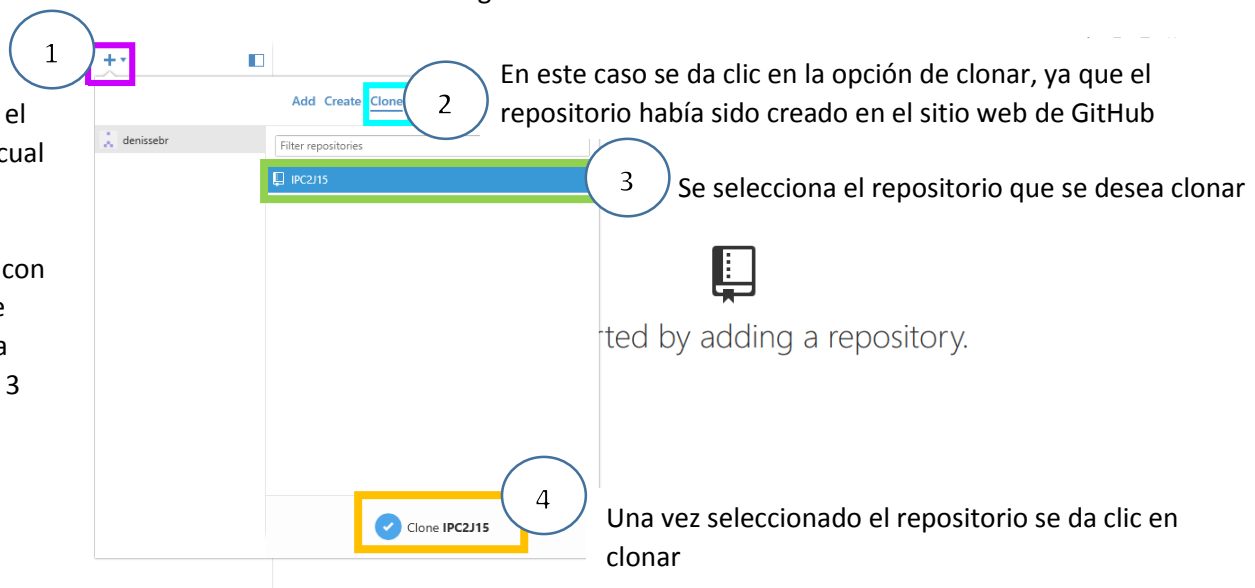 1
+
el
cual
con
3
Add Create Clone
2
En este caso se da clic en la opción de clonar, ya que el
repositorio había sido creado en el sitio web de GitHub
denissebr
Filter repositories
IPC2J15
3
Se selecciona el repositorio que se desea clonar
rted by adding a repository.
4
Clone IPC2J15
Una vez seleccionado el repositorio se da clic en
clonar